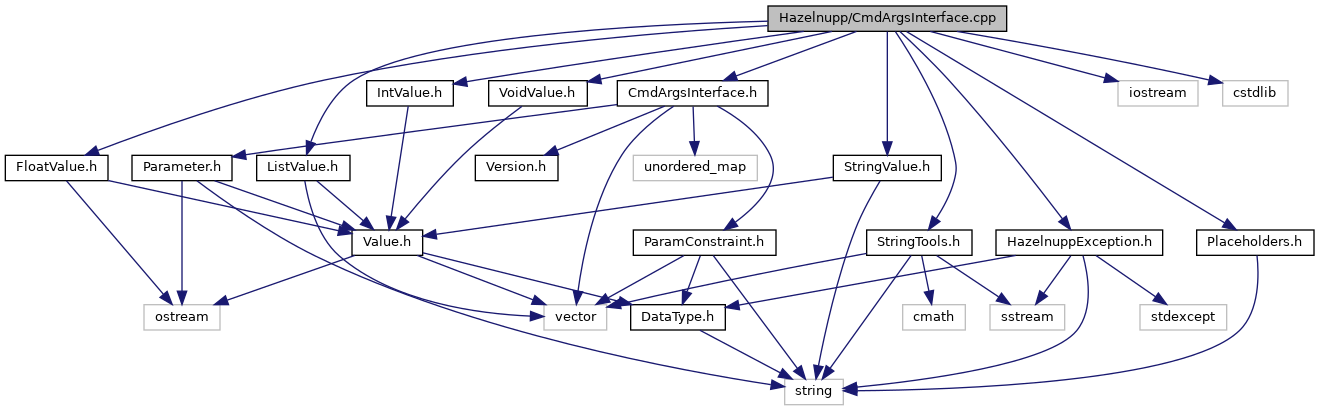 Hazelnupp/CmdArgsInterface.cpp
IntValue.h
VoidValue.h
CmdArgsInterface.h
iostream
cstdlib
FloatValue.h
Parameter.h
ListValue.h
Version.h
unordered_map
StringValue.h
Value.h
ParamConstraint.h
StringTools.h
HazelnuppException.h
Placeholders.h
ostream
vector
DataType.h
cmath
sstream
stdexcept
string